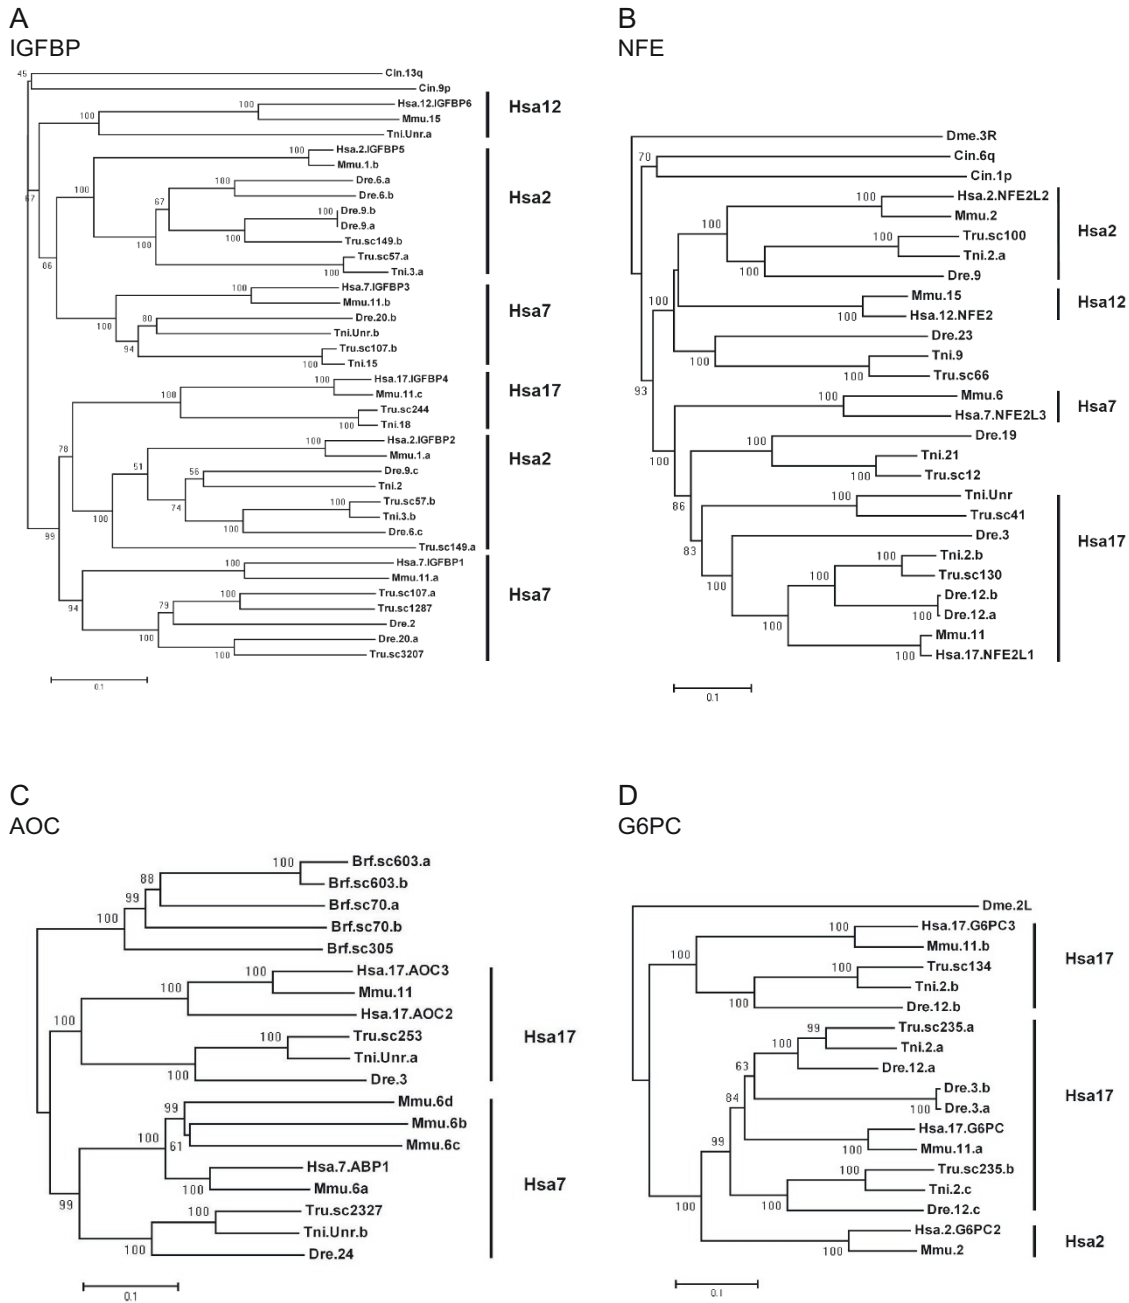 A
IGFBP
45
Cin.13q
Cin.9p
100
Hsa.12.IGFBP6
Mmu.15
100
Tni.Unr.a
Hsa12
67
100
Hsa.2.IGFBP5
Mmu.1.b
100
Dre.6.a
67
100
Dre.6.b
100
Dre.9.b
Dre.9.a
100
Tru.sc149.b
100
Tru.sc57.a
100
Tni.3.a
Hsa2
86
100
Hsa.7.IGFBP3
Mmu.11.b
100
80
Dre.20.b
Tni.Unr.b
94
Tru.sc107.b
100
Tni.15
Hsa7
100
Hsa.17.IGFBP4
Mmu.11.c
100
Tru.sc244
100
Tni.18
Hsa17
78
100
Hsa.2.IGFBP2
Mmu.1.a
51
56
Dre.9.c
Tni.2
74
100
Tru.sc57.b
Tni.3.b
100
Dre.6.c
100
Tru.sc149.a
Hsa2
99
100
Hsa.7.IGFBP1
Mmu.11.a
94
100
Tru.sc107.a
79
Tru.sc1287
Dre.2
100
Dre.20.a
100
Tru.sc3207
Hsa7
0.1
B
NFE
Dme.3R
70
Cin.6q
Cin.1p
100
Hsa.2.NFE2L2
Mmu.2
100
100
Tru.sc100
Tni.2.a
100
Dre.9
Hsa2
100
Mmu.15
100
Hsa.12.NFE2
Hsa12
Dre.23
100
Tni.9
100
Tru.sc66
93
Mmu.6
100
Hsa.7.NFE2L3
Hsa7
100
Dre.19
100
Tni.21
100
Tru.sc12
86
Tni.Unr
100
Tru.sc41
83
Dre.3
100
Tni.2.b
100
Tru.sc130
100
Dre.12.b
100
Dre.12.a
100
Mmu.11
100
Hsa.17.NFE2L1
Hsa17
0.1
C
AOC
100
Brf.sc603.a
88
Brf.sc603.b
99
Brf.sc70.a
100
Brf.sc70.b
Brf.sc305
100
Hsa.17.AOC3
100
Mmu.11
Hsa.17.AOC2
100
100
Tru.sc253
Tni.Unr.a
100
Dre.3
Hsa17
99
Mmu.6d
Mmu.6b
100
61
Mmu.6c
Hsa.7.ABP1
100
Mmu.6a
99
100
Tru.sc2327
Tni.Unr.b
100
Dre.24
Hsa7
0.1
D
G6PC
Dme.2L
100
Hsa.17.G6PC3
Mmu.11.b
100
100
Tru.sc134
Tni.2.b
100
Dre.12.b
Hsa17
99
Tru.sc235.a
100
Tni.2.a
63
Dre.12.a
84
Dre.3.b
100
Dre.3.a
99
Hsa.17.G6PC
100
Mmu.11.a
100
Tru.sc235.b
Tni.2.c
100
Dre.12.c
Hsa17
100
Hsa.2.G6PC2
100
Mmu.2
Hsa2
0.1